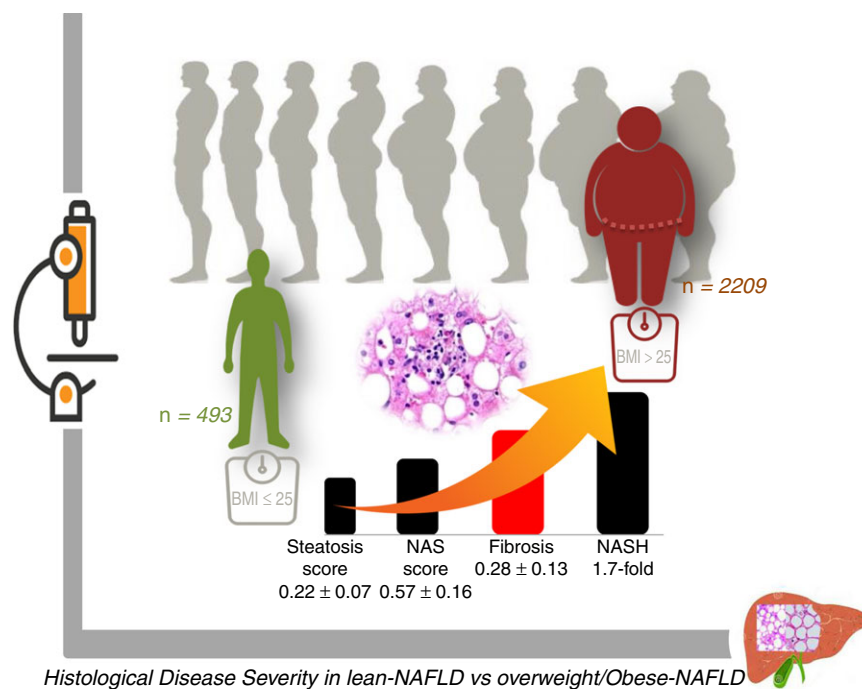 n = 2209
BMI > 25
n = 493
BMI ≤ 25
Steatosis score
0.22 ± 0.07
NAS score
0.57 ± 0.16
Fibrosis
0.28 ± 0.13
NASH
1.7-fold
Histological Disease Severity in lean-NAFLD vs overweight/Obese-NAFLD